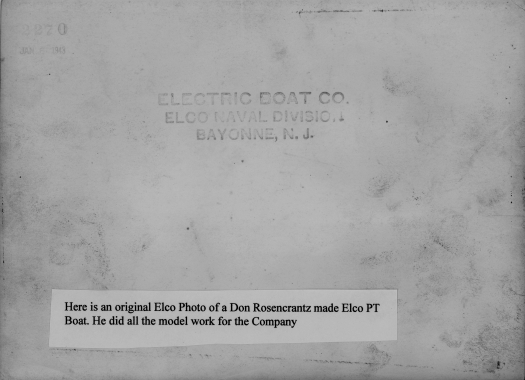 ELECTRIC BOAT CO.
ELCO NAVAL DIVISION
BAYONNE, N. J.
Here is an original Elco Photo of a Don Rosencrantz made Elco PT
Boat. He did all the model work for the Company